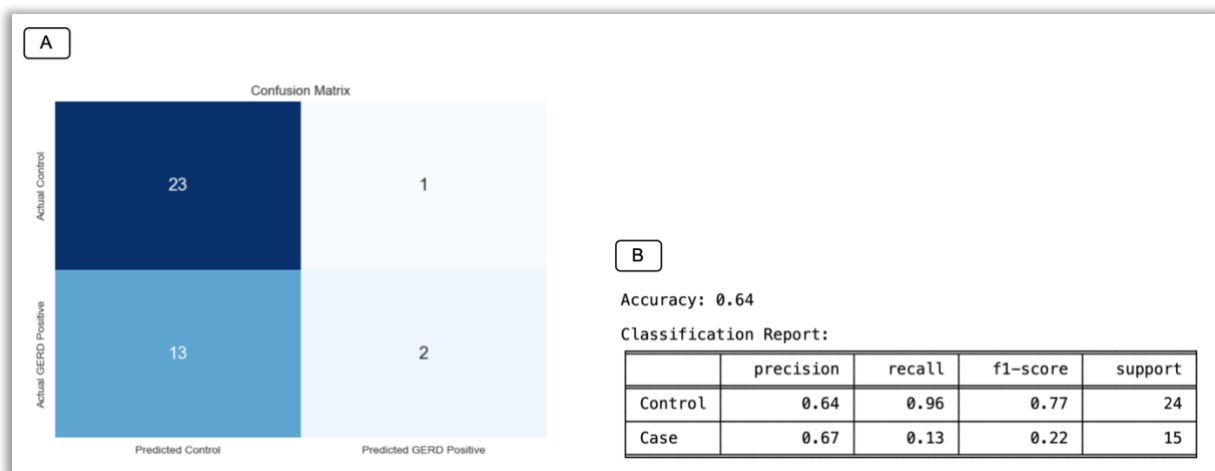 A
Confusion Matrix
Actual Control
23
1
Actual GERD Positive
13
2
Predicted Control
Predicted GERD Positive
B
Accuracy: 0.64
Classification Report:
precision recall f1-score support
Control 0.64 0.96 0.77 24
Case 0.67 0.13 0.22 15